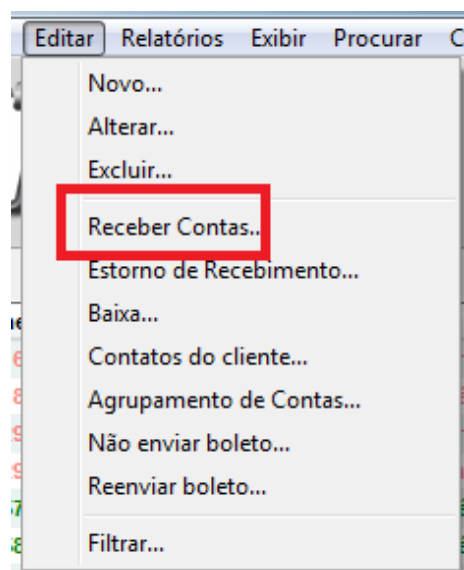 Editar Relatórios Exibir Procurar C
Novo...
Alterar...
Excluir...
Receber Contas...
Estorno de Recebimento...
Baixa...
Contatos do cliente...
Agrupamento de Contas...
Não enviar boleto...
Reenviar boleto...
Filtrar...